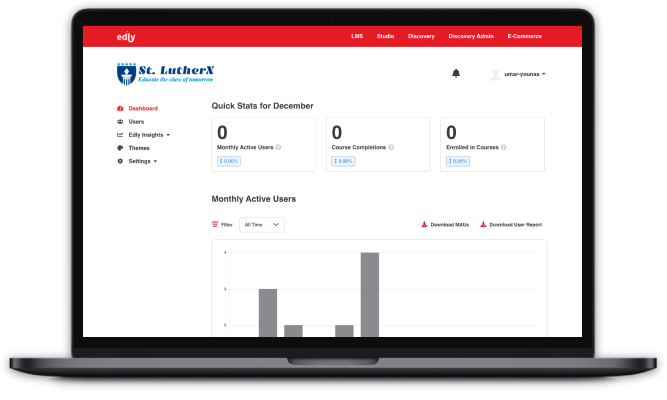 edly
LMS Studio Discovery Discovery Admin E-Commerce
St. LutherX
Educate the class of tomorrow
umar-younas
Dashboard
Users
Edly Insights
Themes
Settings
Quick Stats for December
0
Monthly Active Users ?
0.00%
0
Course Completions ?
0.00%
0
Enrolled in Courses ?
0.00%
Monthly Active Users
Filter All Time
Download MAUs Download User Report
4
3
2